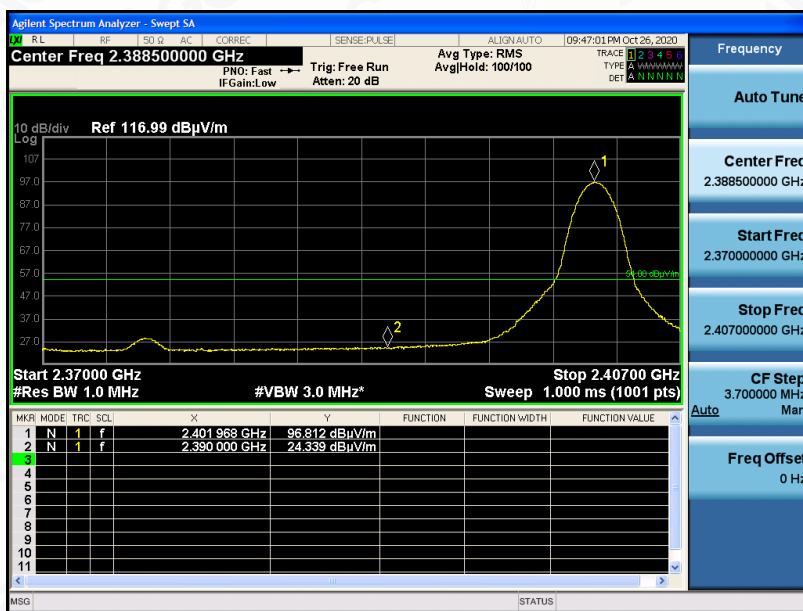 Agilent Spectrum Analyzer - Swept SA
LXI RL RF 50 Ω AC CORREC SENSE:PULSE ALIGN AUTO 09:47:01 PM Oct 26, 2020
Center Freq 2.388500000 GHz
PNO: Fast
IFGain:Low
Trig: Free Run
Atten: 20 dB
Avg Type: RMS
Avg|Hold: 100/100
TRACE 1 2 3 4 5 6
TYPE A WWWWW
DET A N N N N N
Frequency
Auto Tune
Center Freq
2.388500000 GHz
Start Freq
2.370000000 GHz
Stop Freq
2.407000000 GHz
CF Step
3.700000 MHz
Auto Man
Freq Offset
0 Hz
10 dB/div Ref 116.99 dBµV/m
Log
107
97.0
87.0
77.0
67.0
57.0
47.0
37.0
27.0
1
2
54.00 dBµV/m
Start 2.37000 GHz Stop 2.40700 GHz
#Res BW 1.0 MHz #VBW 3.0 MHz* Sweep 1.000 ms (1001 pts)
MKR MODE TRC SCL X Y FUNCTION FUNCTION WIDTH FUNCTION VALUE
1 N 1 f 2.401 968 GHz 96.812 dBµV/m
2 N 1 f 2.390 000 GHz 24.339 dBµV/m
3
4
5
6
7
8
9
10
11
MSG STATUS